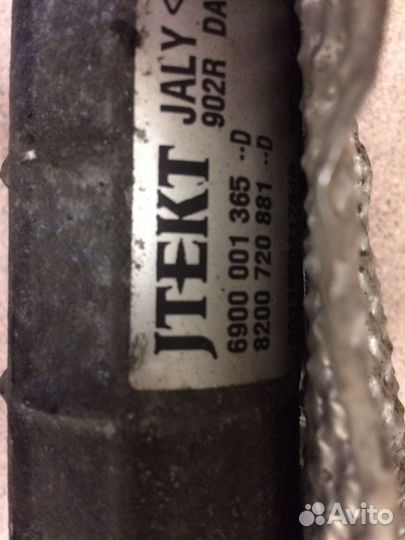 JTEKT JALY <
902R DA
6900 001 365 --D
8200 720 881 --D
Avito